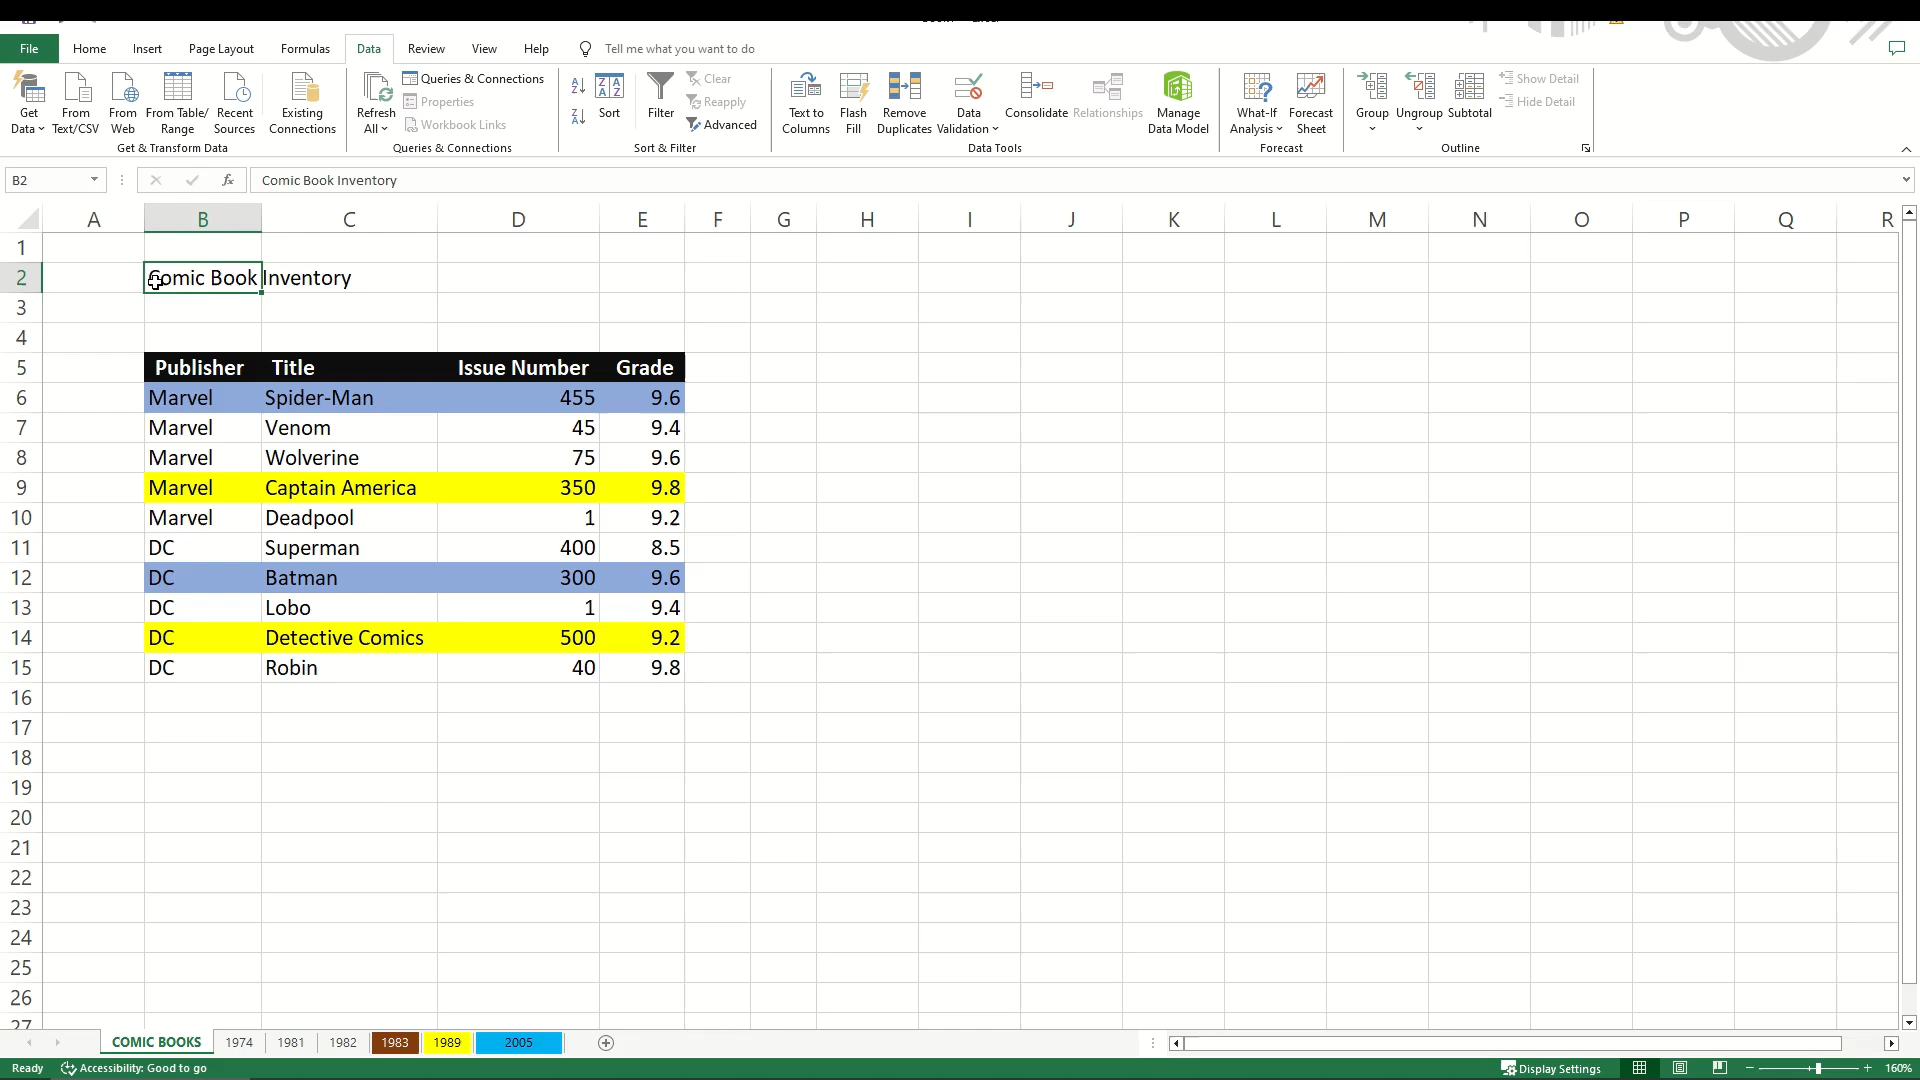 File Home Insert Page Layout Formulas Data Review View Help Tell me what you want to do
Get Data From Text/CSV From Web From Table/ Range Recent Sources Existing Connections
Get & Transform Data
Refresh All Queries & Connections
Properties
Workbook Links
Queries & Connections
Sort Filter Clear
Reapply
Advanced
Sort & Filter
Text to Columns Flash Fill Remove Duplicates Data Validation Consolidate Relationships Manage Data Model
Data Tools
What-If Analysis Forecast Sheet
Forecast
Group Ungroup Subtotal Show Detail
Hide Detail
Outline
B2 fx Comic Book Inventory
A B C D E F G H I J K L M N O P Q R
1
2 Comic Book Inventory
3
4
5 Publisher Title Issue Number Grade
6 Marvel Spider-Man 455 9.6
7 Marvel Venom 45 9.4
8 Marvel Wolverine 75 9.6
9 Marvel Captain America 350 9.8
10 Marvel Deadpool 1 9.2
11 DC Superman 400 8.5
12 DC Batman 300 9.6
13 DC Lobo 1 9.4
14 DC Detective Comics 500 9.2
15 DC Robin 40 9.8
16
17
18
19
20
21
22
23
24
25
26
27
COMIC BOOKS 1974 1981 1982 1983 1989 2005
Ready Accessibility: Good to go Display Settings 160%